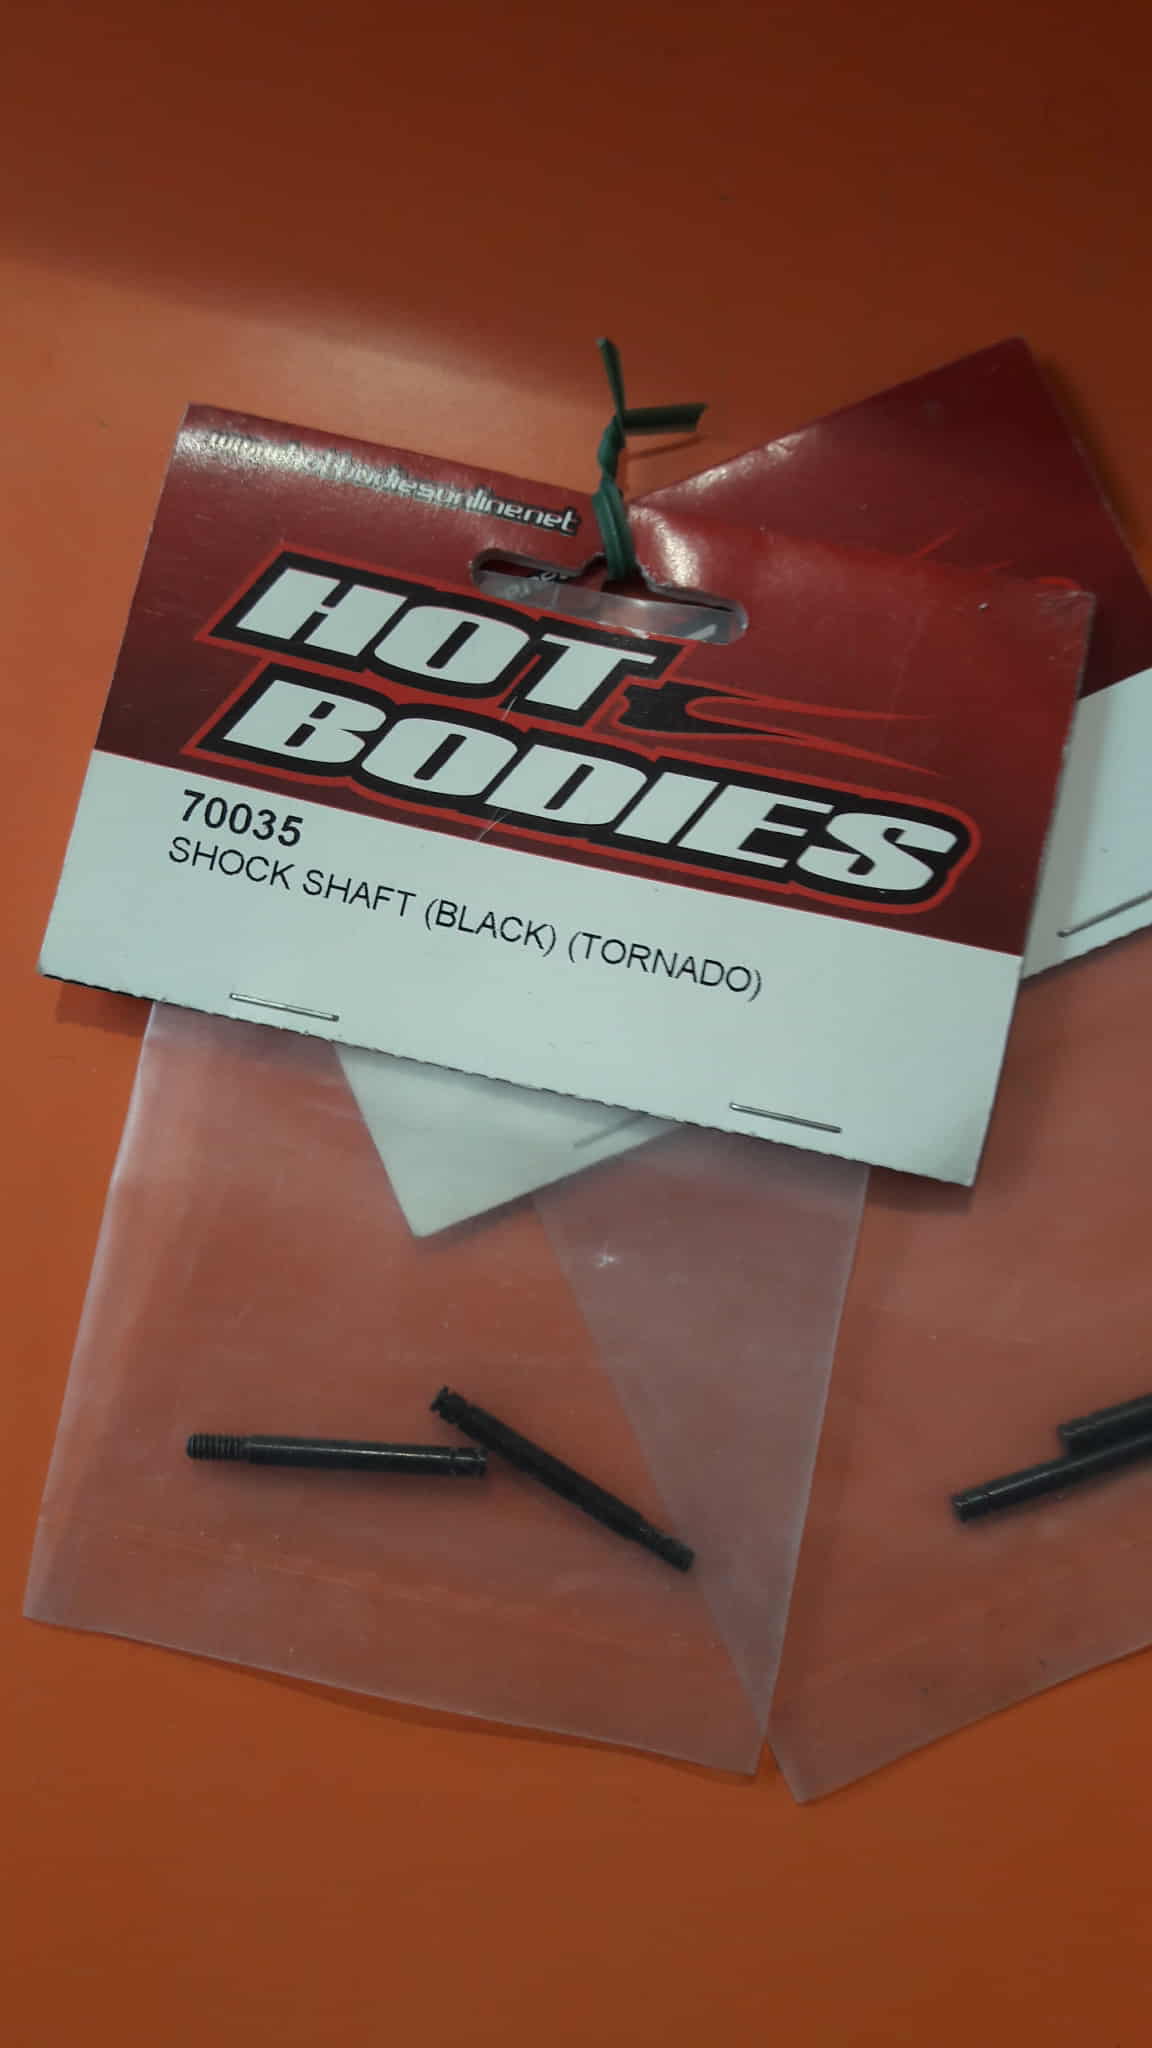 www.hotbodiesonline.net
HOT
BODIES
70035
SHOCK SHAFT (BLACK) (TORNADO)